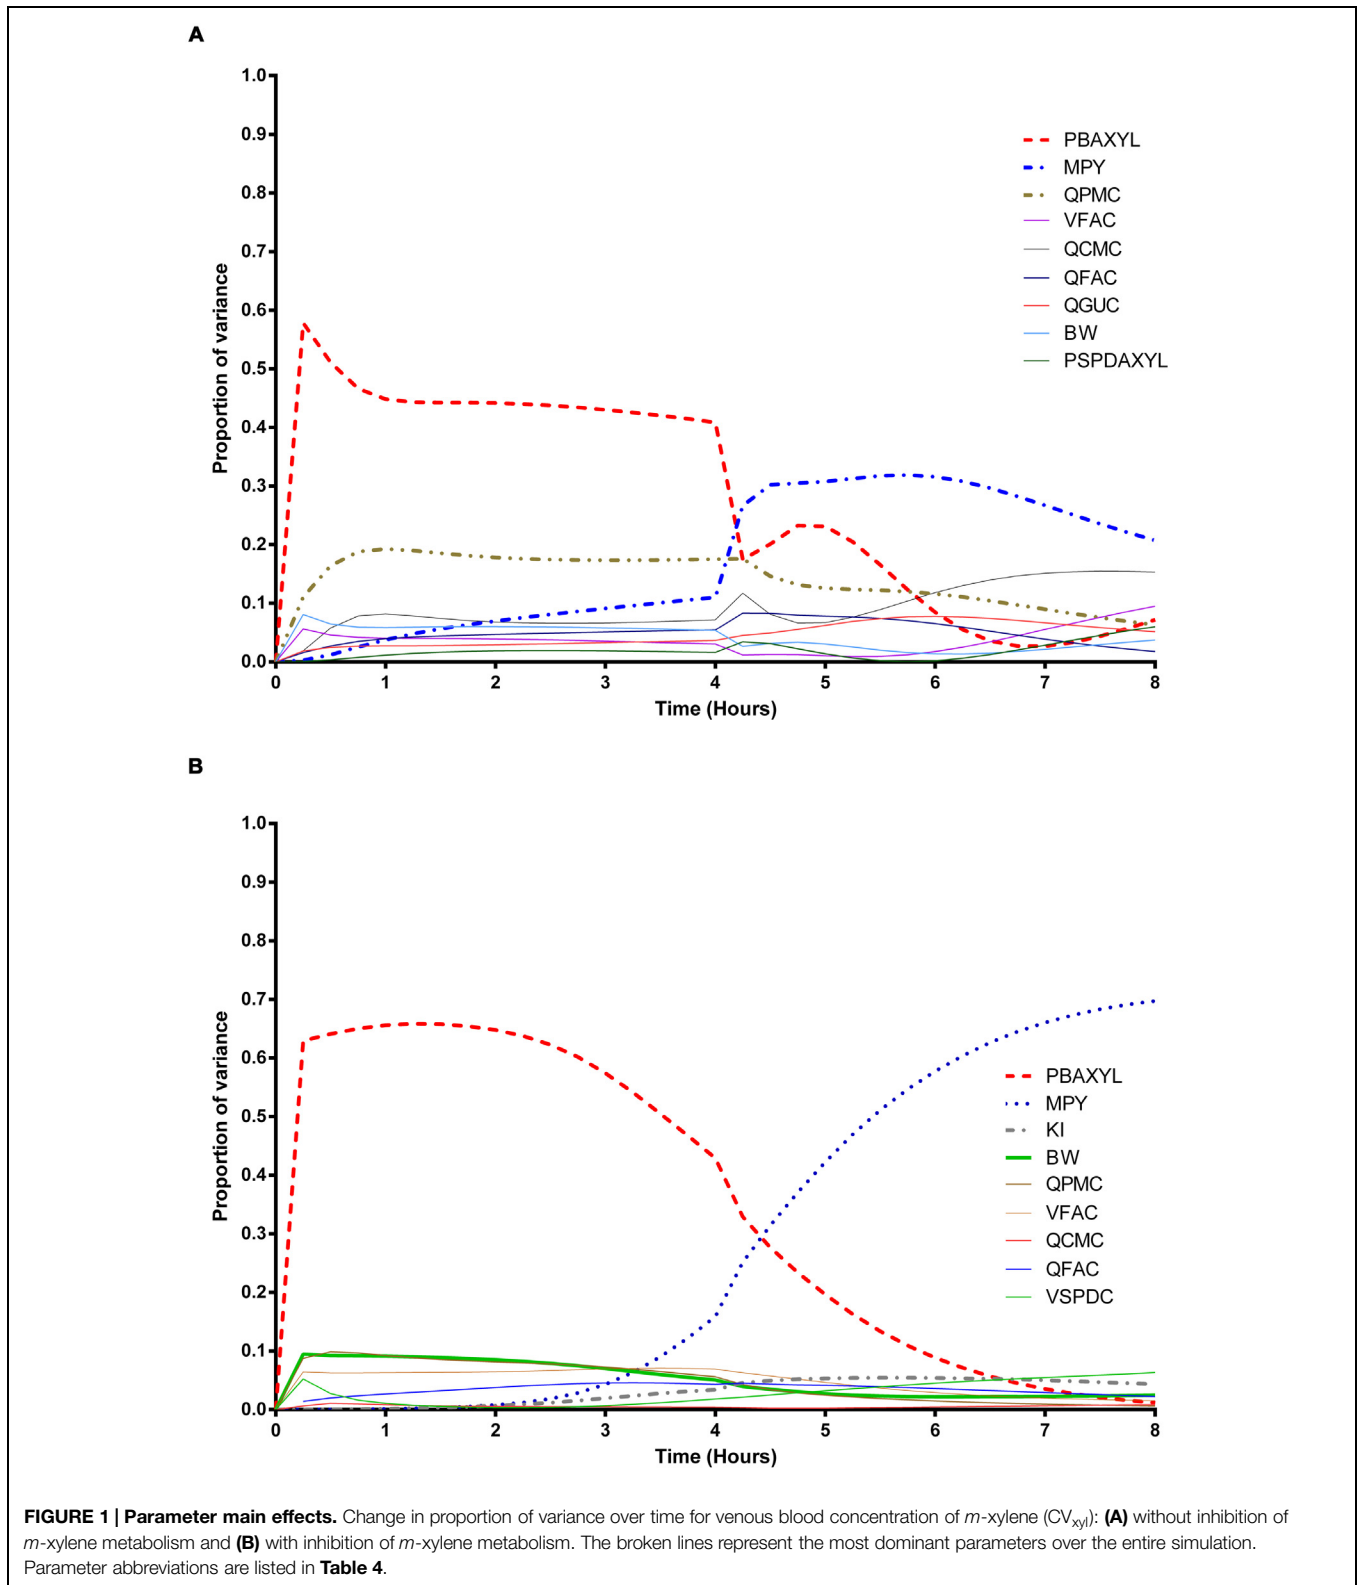 A
1.0
0.9
0.8
0.7
0.6
0.5
0.4
0.3
0.2
0.1
0.0
Proportion of variance
0 1 2 3 4 5 6 7 8
Time (Hours)
PBAXYL
MPY
QPMC
VFAC
QCMC
QFAC
QGUC
BW
PSPDAXYL
B
1.0
0.9
0.8
0.7
0.6
0.5
0.4
0.3
0.2
0.1
0.0
Proportion of variance
0 1 2 3 4 5 6 7 8
Time (Hours)
PBAXYL
MPY
KI
BW
QPMC
VFAC
QCMC
QFAC
VSPDC
FIGURE 1 | Parameter main effects. Change in proportion of variance over time for venous blood concentration of m-xylene (CVxyl): (A) without inhibition of
m-xylene metabolism and (B) with inhibition of m-xylene metabolism. The broken lines represent the most dominant parameters over the entire simulation.
Parameter abbreviations are listed in Table 4.